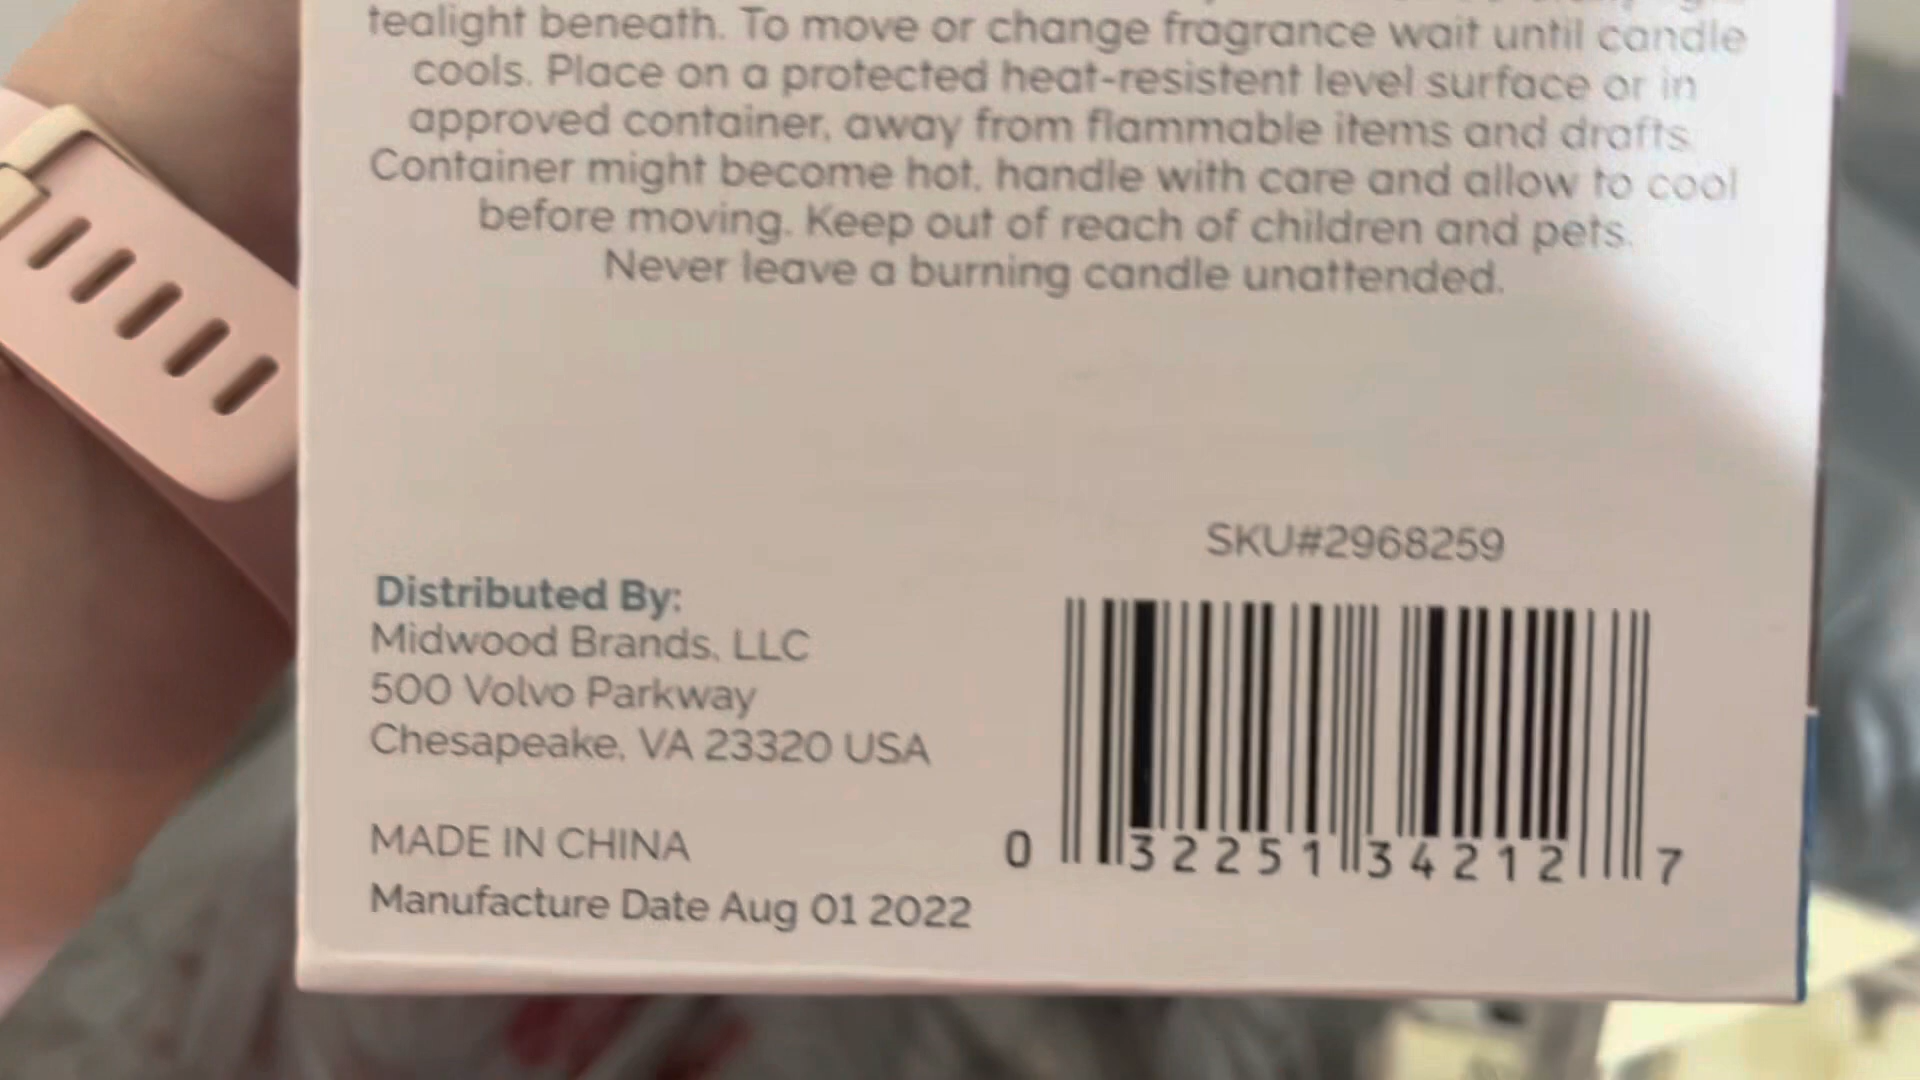 tealight beneath. To move or change fragrance wait until candle
cools. Place on a protected heat-resistent level surface or in
approved container, away from flammable items and drafts.
Container might become hot, handle with care and allow to cool
before moving. Keep out of reach of children and pets.
Never leave a burning candle unattended.
SKU#2968259
Distributed By:
Midwood Brands, LLC
500 Volvo Parkway
Chesapeake, VA 23320 USA
MADE IN CHINA
Manufacture Date Aug 01 2022
0 32251 34212 7